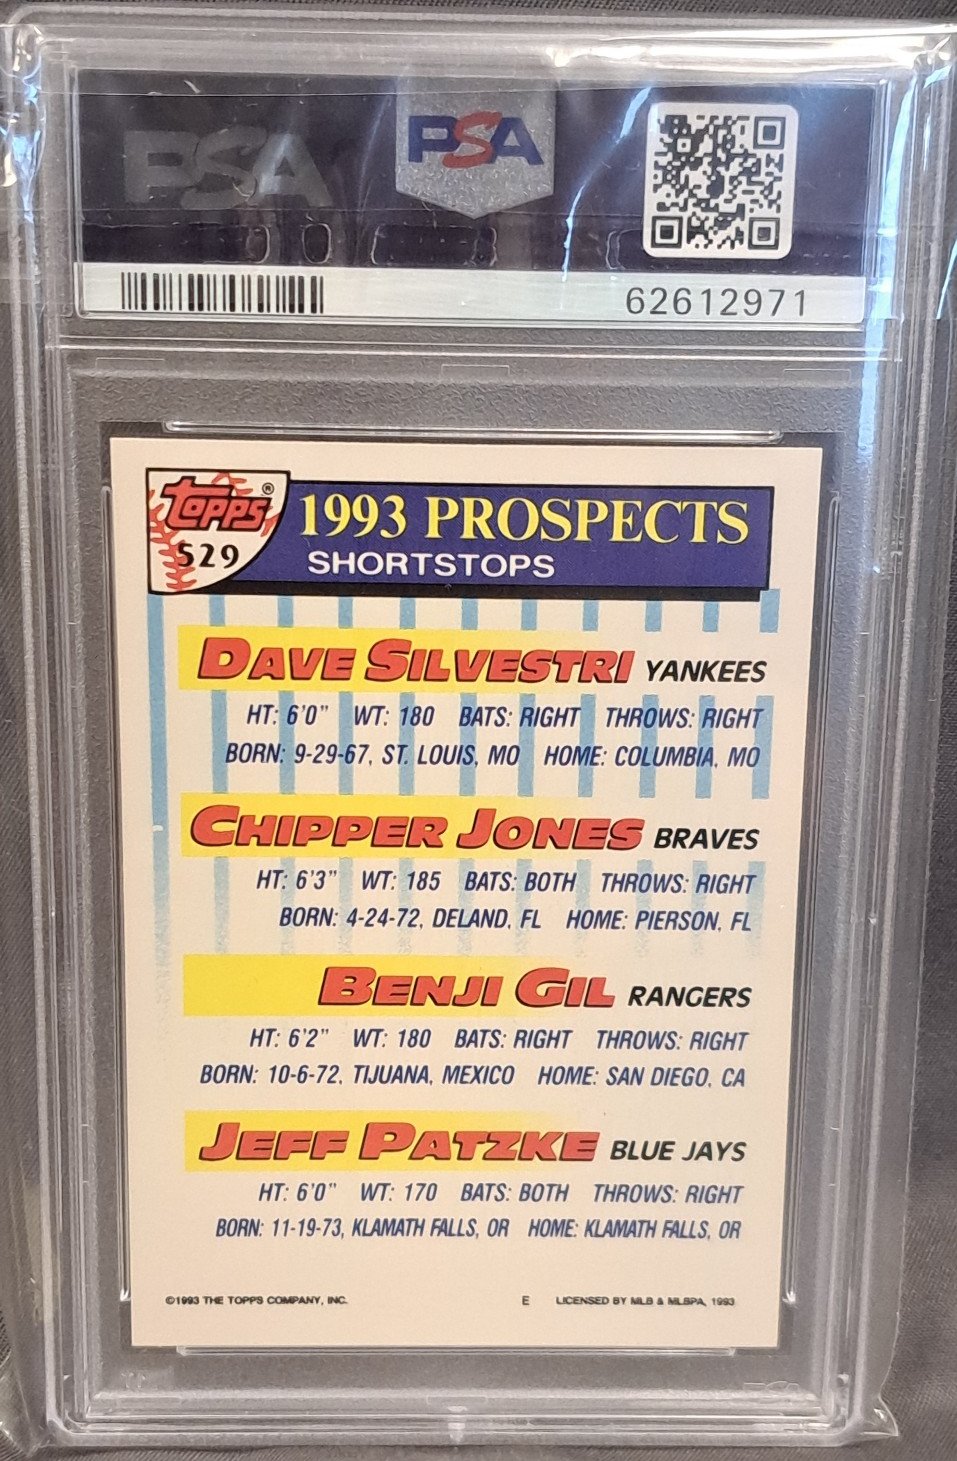 PSA PSA
62612971
TOPPS®
529
1993 PROSPECTS
SHORTSTOPS
DAVE SILVESTRI YANKEES
HT: 6'0" WT: 180 BATS: RIGHT THROWS: RIGHT
BORN: 9-29-67, ST. LOUIS, MO HOME: COLUMBIA, MO
CHIPPER JONES BRAVES
HT: 6'3" WT: 185 BATS: BOTH THROWS: RIGHT
BORN: 4-24-72, DELAND, FL HOME: PIERSON, FL
BENJI GIL RANGERS
HT: 6'2" WT: 180 BATS: RIGHT THROWS: RIGHT
BORN: 10-6-72, TIJUANA, MEXICO HOME: SAN DIEGO, CA
JEFF PATZKE BLUE JAYS
HT: 6'0" WT: 170 BATS: BOTH THROWS: RIGHT
BORN: 11-19-73, KLAMATH FALLS, OR HOME: KLAMATH FALLS, OR
©1993 THE TOPPS COMPANY, INC. E LICENSED BY MLB & MLBPA, 1993